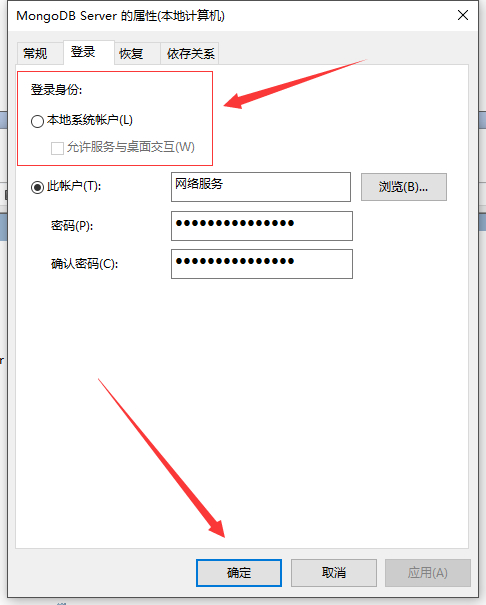 MongoDB Server 的属性(本地计算机)
常规 登录 恢复 依存关系
登录身份:
本地系统帐户(L)
允许服务与桌面交互(W)
此帐户(T): 网络服务 浏览(B)...
密码(P): ●●●●●●●●●●●●●●●
确认密码(C): ●●●●●●●●●●●●●●●
确定 取消 应用(A)